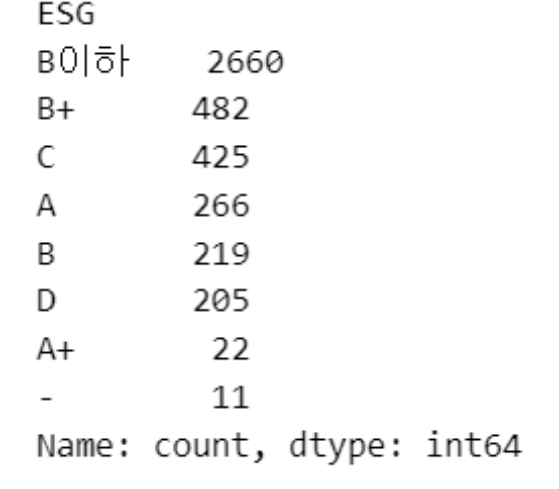 ESG
B이하 2660
B+ 482
C 425
A 266
B 219
D 205
A+ 22
- 11
Name: count, dtype: int64